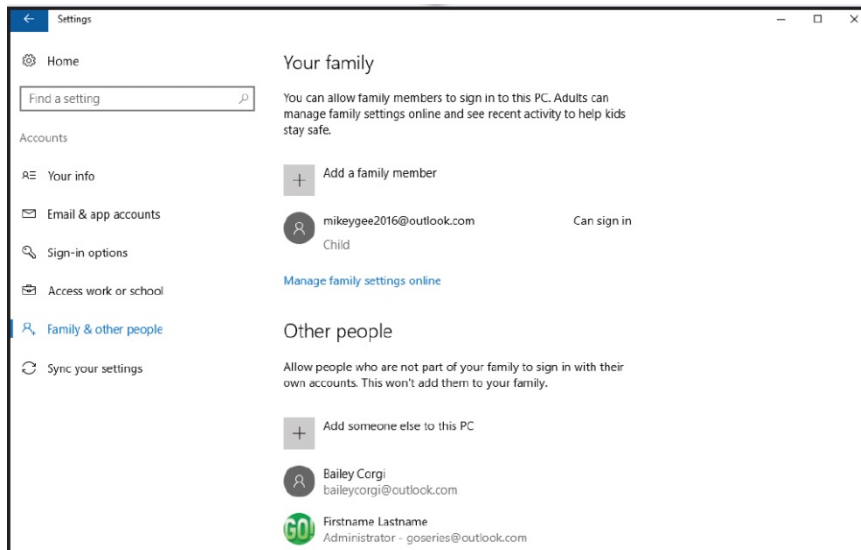 Settings
Home
Find a setting
Accounts
Your info
Email & app accounts
Sign-in options
Access work or school
Family & other people
Sync your settings
Your family
You can allow family members to sign in to this PC. Adults can
manage family settings online and see recent activity to help kids
stay safe.
Add a family member
mikeygee2016@outlook.com Can sign in
Child
Manage family settings online
Other people
Allow people who are not part of your family to sign in with their
own accounts. This won't add them to your family.
Add someone else to this PC
Bailey Corgi
baileycorgi@outlook.com
GO!
Firstname Lastname
Administrator - goseries@outlook.com